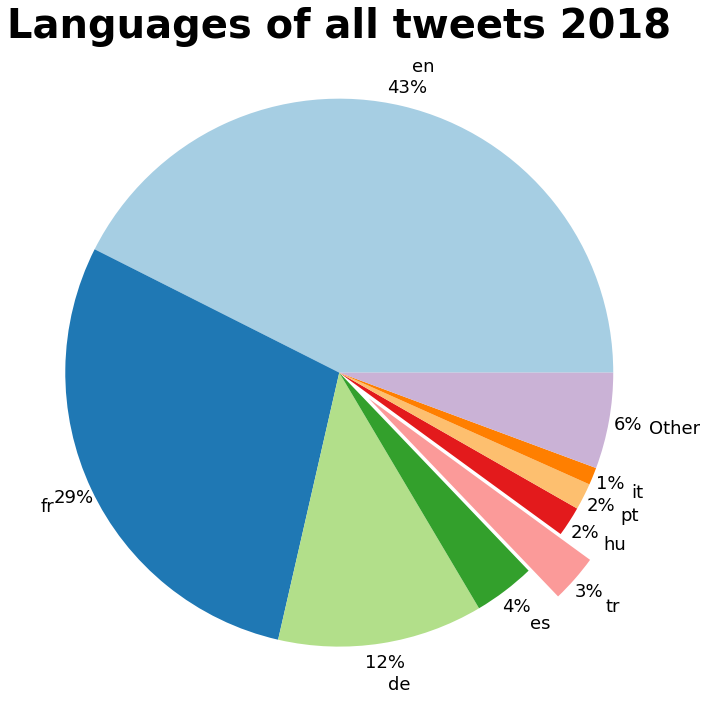 Languages of all tweets 2018
en
43%
fr
29%
12%
de
4%
es
3%
tr
2%
hu
2%
pt
1%
it
6%
Other